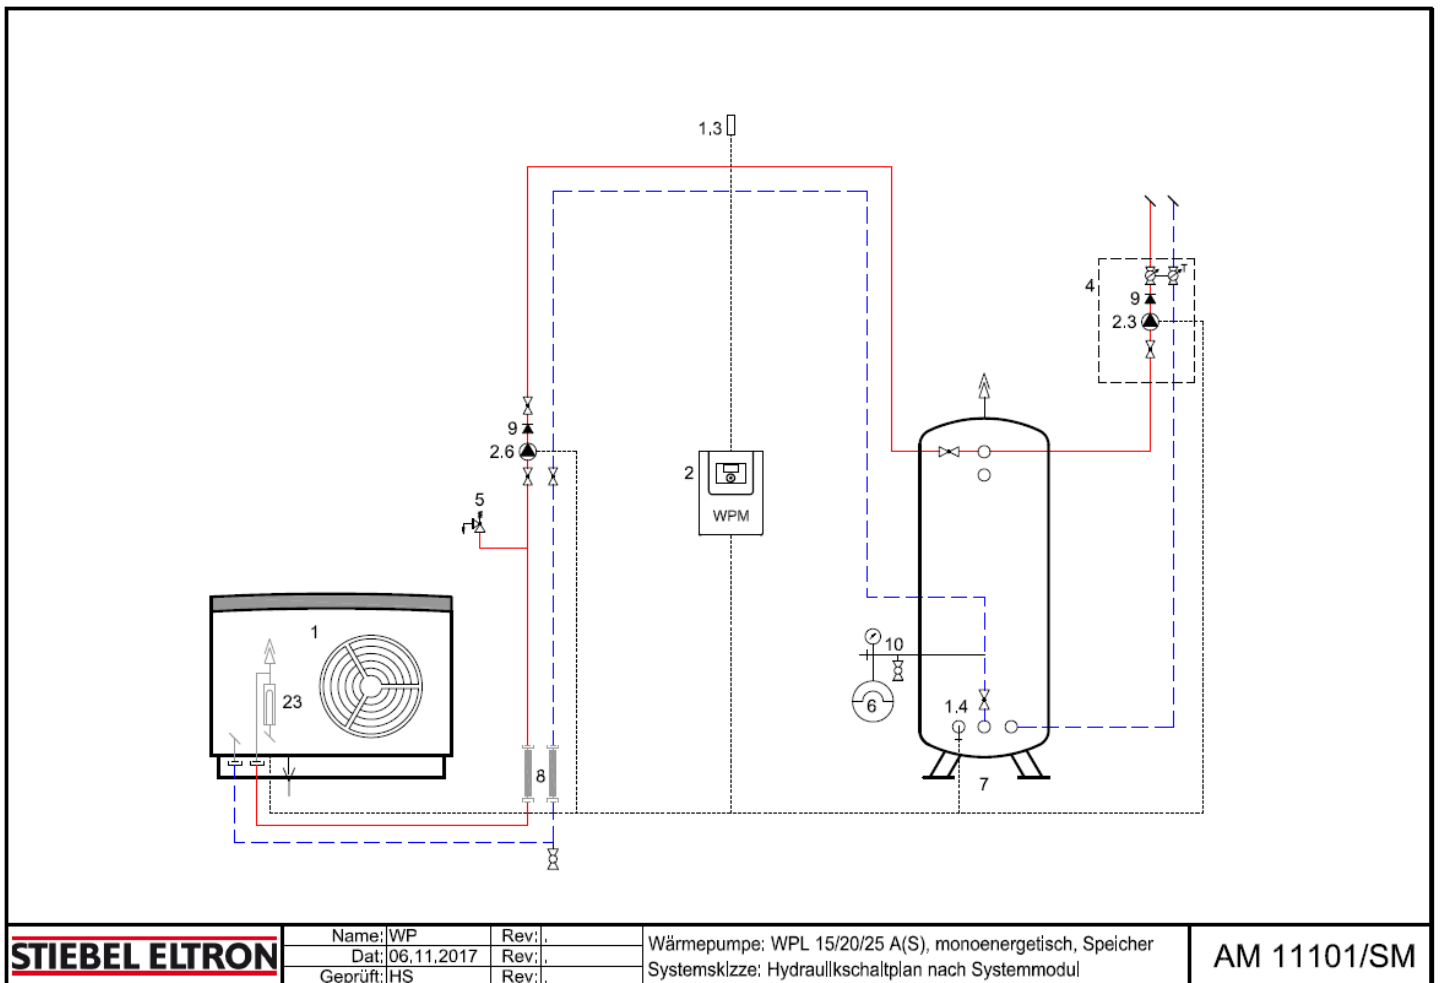 1.3
4
T
9
2.3
9
2.6
2
WPM
5
1
23
10
6
1.4
8
7
STIEBEL ELTRON
Name: WP Rev: .
Dat: 06.11.2017 Rev: .
Geprüft: HS Rev: .
Wärmepumpe: WPL 15/20/25 A(S), monoenergetisch, Speicher
Systemskizze: Hydraulikschaltplan nach Systemmodul
AM 11101/SM